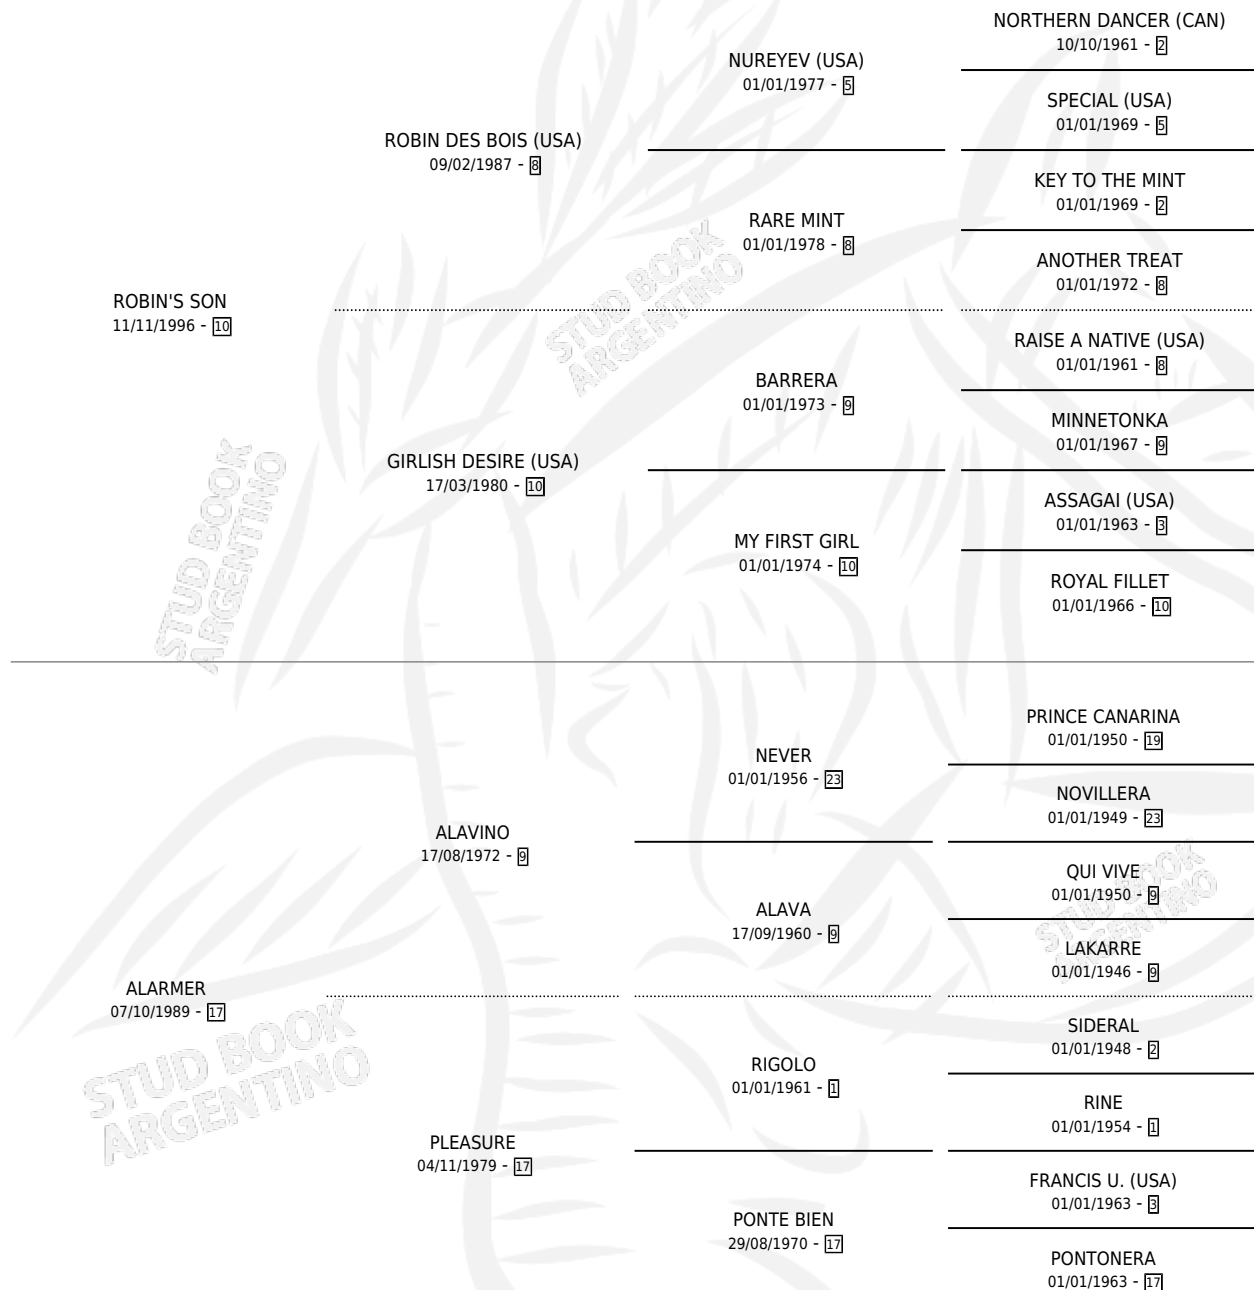 NORTHERN DANCER (CAN)
10/10/1961 - 2
NUREYEV (USA)
01/01/1977 - 5
SPECIAL (USA)
01/01/1969 - 5
ROBIN DES BOIS (USA)
09/02/1987 - 8
KEY TO THE MINT
01/01/1969 - 2
RARE MINT
01/01/1978 - 8
ANOTHER TREAT
01/01/1972 - 8
STUD BOOK
ARGENTINO
ROBIN'S SON
11/11/1996 - 10
RAISE A NATIVE (USA)
01/01/1961 - 8
BARRERA
01/01/1973 - 9
MINNETONKA
01/01/1967 - 9
GIRLISH DESIRE (USA)
17/03/1980 - 10
ASSAGAI (USA)
01/01/1963 - 3
MY FIRST GIRL
01/01/1974 - 10
ROYAL FILLET
01/01/1966 - 10
STUD BOOK
ARGENTINO
PRINCE CANARINA
01/01/1950 - 19
NEVER
01/01/1956 - 23
NOVILLERA
01/01/1949 - 23
ALAVINO
17/08/1972 - 9
QUI VIVE
01/01/1950 - 9
ALAVA
17/09/1960 - 9
LAKARRE
01/01/1946 - 9
STUD BOOK
ARGENTINO
ALARMER
07/10/1989 - 17
SIDERAL
01/01/1948 - 2
RIGOLO
01/01/1961 - 1
RINE
01/01/1954 - 1
STUD BOOK
ARGENTINO
PLEASURE
04/11/1979 - 17
FRANCIS U. (USA)
01/01/1963 - 3
PONTE BIEN
29/08/1970 - 17
PONTONERA
01/01/1963 - 17